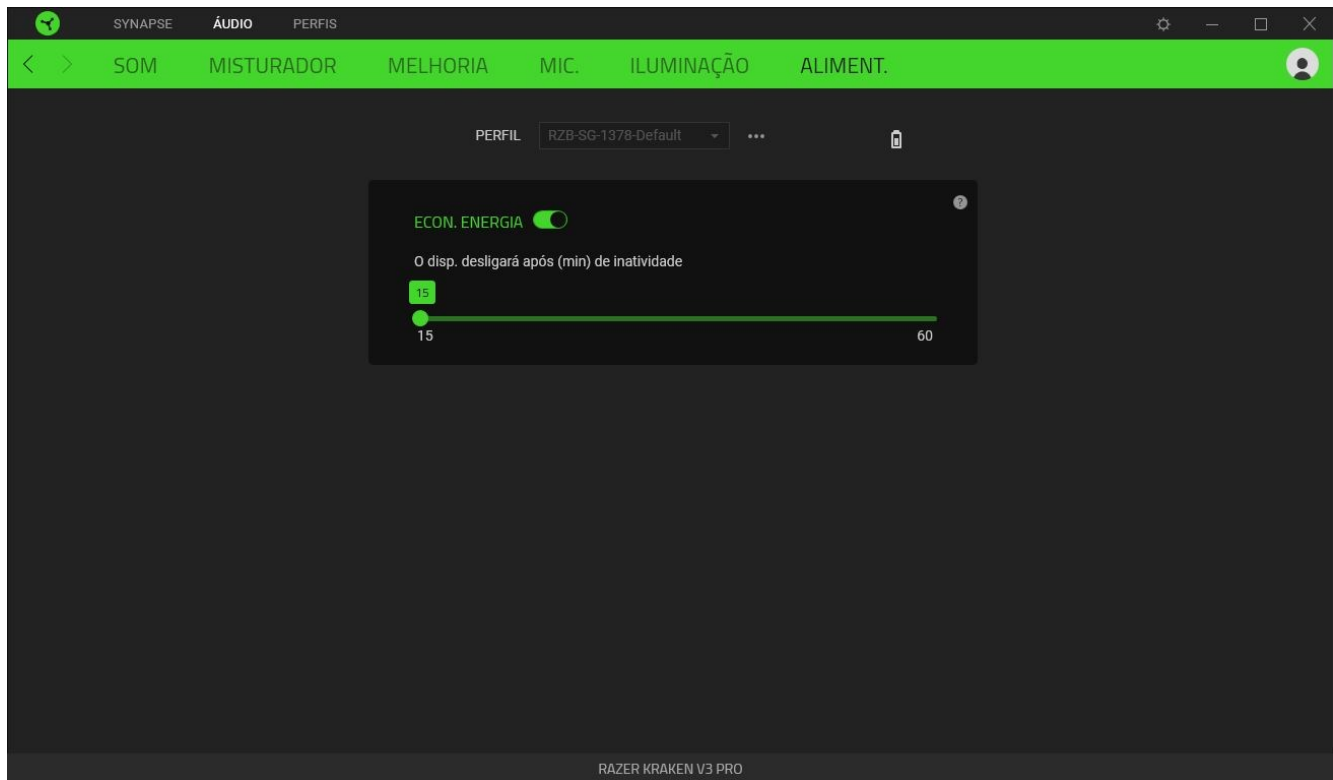 SYNAPSE ÁUDIO PERFIS
SOM MISTURADOR MELHORIA MIC. ILUMINAÇÃO ALIMENT.
PERFIL RZB-SG-1378-Default
ECON. ENERGIA
O disp. desligará após (min) de inatividade
15
15 60
RAZER KRAKEN V3 PRO